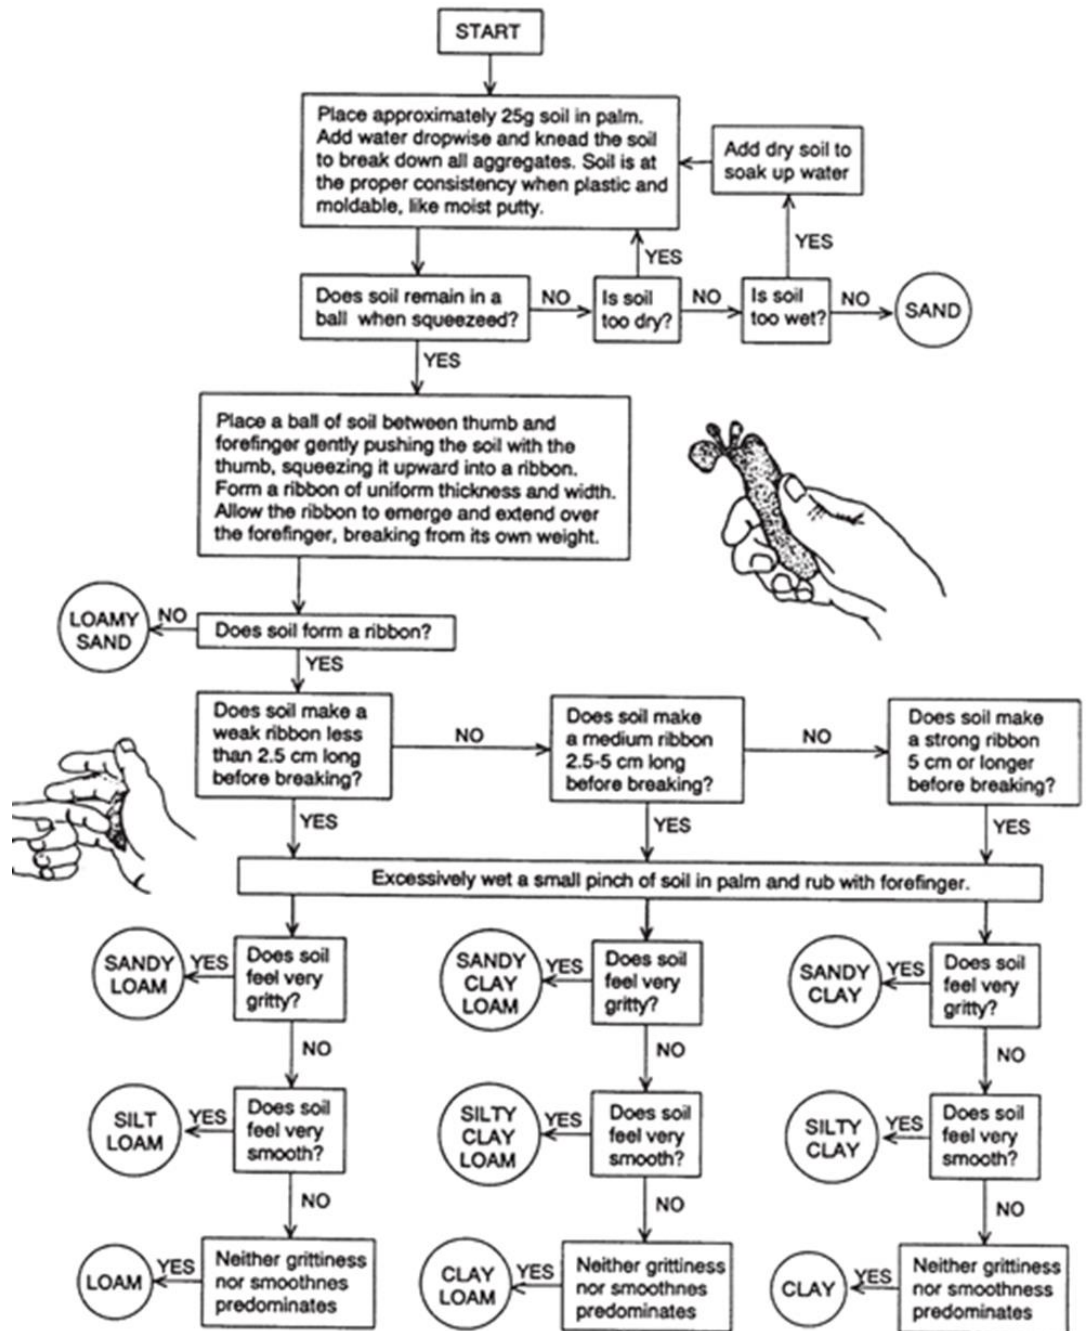 START
Place approximately 25g soil in palm.
Add water dropwise and knead the soil
to break down all aggregates. Soil is at
the proper consistency when plastic and
moldable, like moist putty.
Add dry soil to
soak up water
YES
YES
Does soil remain in a
ball when squeezeed?
NO
Is soil
too dry?
NO
Is soil
too wet?
NO
SAND
YES
Place a ball of soil between thumb and
forefinger gently pushing the soil with the
thumb, squeezing it upward into a ribbon.
Form a ribbon of uniform thickness and width.
Allow the ribbon to emerge and extend over
the forefinger, breaking from its own weight.
LOAMY
SAND
NO
Does soil form a ribbon?
YES
Does soil make a
weak ribbon less
than 2.5 cm long
before breaking?
NO
Does soil make
a medium ribbon
2.5-5 cm long
before breaking?
NO
Does soil make
a strong ribbon
5 cm or longer
before breaking?
YES
YES
YES
Excessively wet a small pinch of soil in palm and rub with forefinger.
SANDY
LOAM
YES
Does soil
feel very
gritty?
SANDY
CLAY
LOAM
YES
Does soil
feel very
gritty?
SANDY
CLAY
YES
Does soil
feel very
gritty?
NO
NO
NO
SILT
LOAM
YES
Does soil
feel very
smooth?
SILTY
CLAY
LOAM
YES
Does soil
feel very
smooth?
SILTY
CLAY
YES
Does soil
feel very
smooth?
NO
NO
NO
LOAM
YES
Neither grittiness
nor smoothnes
predominates
CLAY
LOAM
YES
Neither grittiness
nor smoothnes
predominates
CLAY
YES
Neither grittiness
nor smoothness
predominates